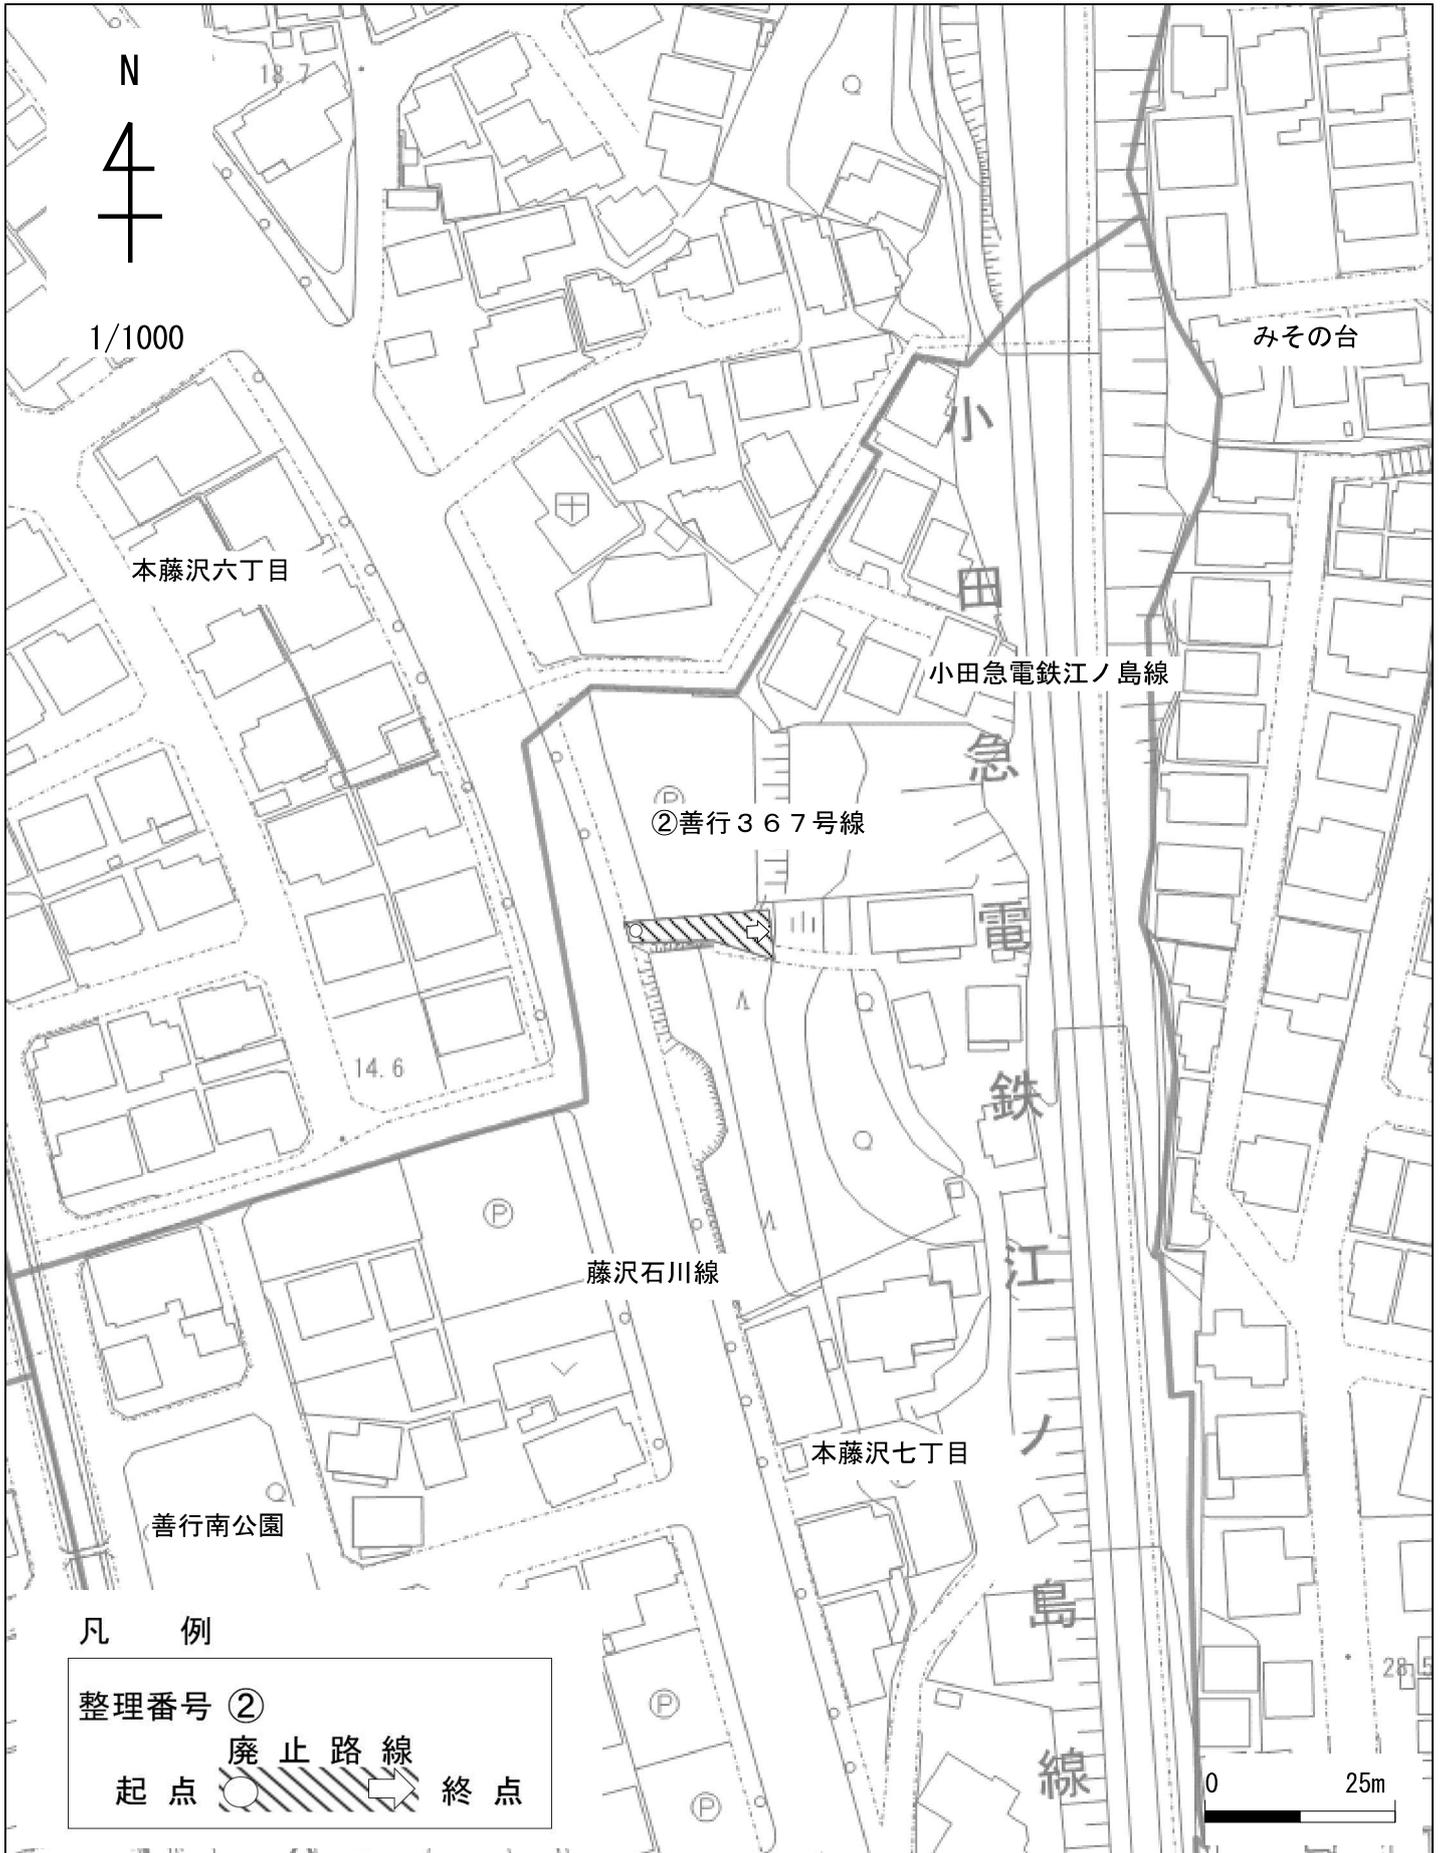 N
18.7
1/1000
みその台
本藤沢六丁目
小田急電鉄江ノ島線
小田急電鉄江ノ島線
Ⓟ
②善行３６７号線
14.6
Ⓟ
藤沢石川線
本藤沢七丁目
善行南公園
凡 例
整理番号 ②
廃止路線
起点
終点
Ⓟ
Ⓟ
28.5
0
25m